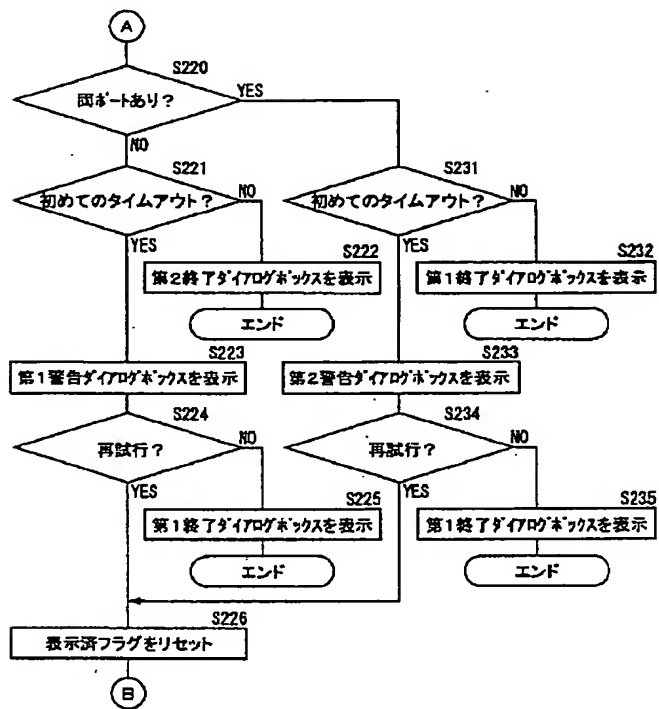 A
S220
両ポートあり?
YES
NO
S221
初めてのタイムアウト?
NO
YES
S231
初めてのタイムアウト?
NO
YES
S222
第2終了ダイアログボックスを表示
エンド
S232
第1終了ダイアログボックスを表示
エンド
S223
第1警告ダイアログボックスを表示
S233
第2警告ダイアログボックスを表示
S224
再試行?
NO
YES
S234
再試行?
NO
YES
S225
第1終了ダイアログボックスを表示
エンド
S235
第1終了ダイアログボックスを表示
エンド
S226
表示済フラグをリセット
B